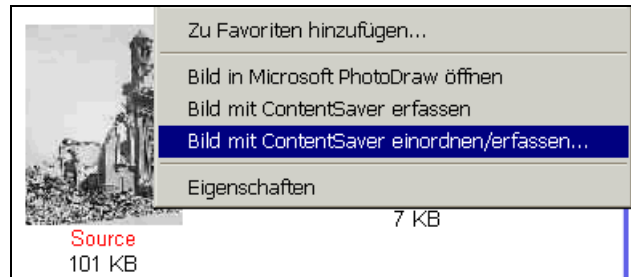 Zu Favoriten hinzufügen...
Bild in Microsoft PhotoDraw öffnen
Bild mit ContentSaver erfassen
Bild mit ContentSaver einordnen/erfassen...
Eigenschaften
7 KB
Source
101 KB